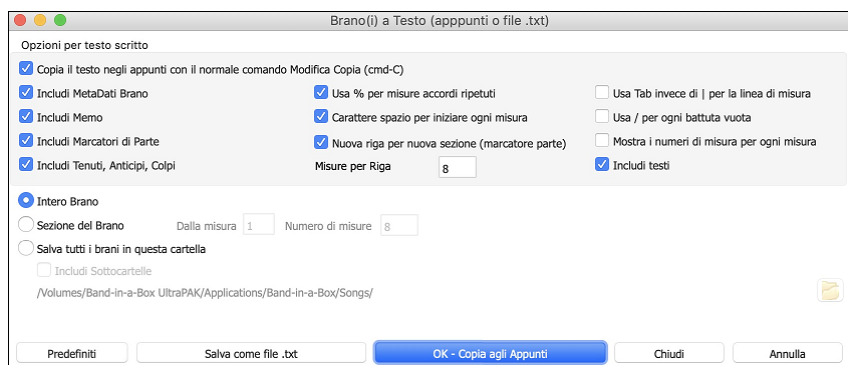 Brano(i) a Testo (apppunti o file .txt)
Opzioni per testo scritto
Copia il testo negli appunti con il normale comando Modifica Copia (cmd-C)
Includi MetaDati Brano
Usa % per misure accordi ripetuti
Usa Tab invece di | per la linea di misura
Includi Memo
Carattere spazio per iniziare ogni misura
Usa / per ogni battuta vuota
Includi Marcatori di Parte
Nuova riga per nuova sezione (marcatore parte)
Mostra i numeri di misura per ogni misura
Includi Tenuti, Anticipi, Colpi
Misure per Riga 8
Includi testi
Intero Brano
Sezione del Brano Dalla misura 1 Numero di misure 8
Salva tutti i brani in questa cartella
Includi Sottocartelle
/Volumes/Band-in-a-Box UltraPAK/Applications/Band-in-a-Box/Songs/
Predefiniti
Salva come file .txt
OK - Copia agli Appunti
Chiudi
Annulla